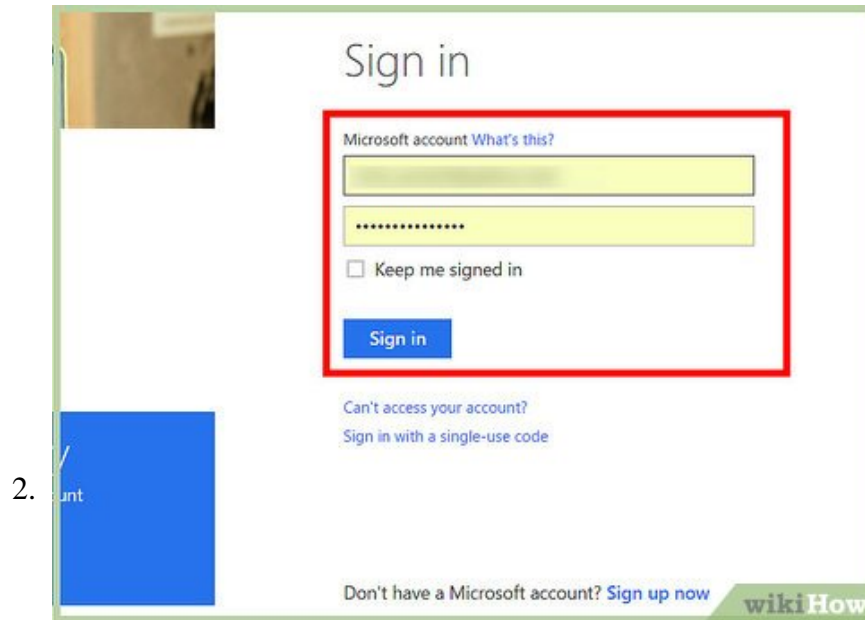 Sign in
Microsoft account What's this?
•••••••••••••••
Keep me signed in
Sign in
Can't access your account?
Sign in with a single-use code
2.
Don't have a Microsoft account? Sign up now
wikiHow